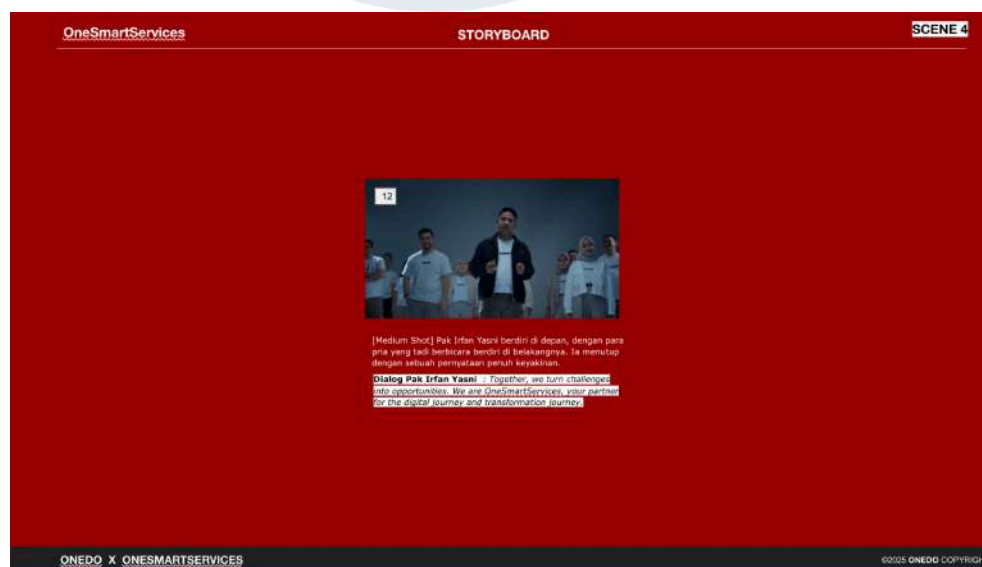 OneSmartServices
STORYBOARD
SCENE 4
12
[Medium Shot] Pak Irfan Yasni berdiri di depan, dengan para
pria yang tadi berbicara berdiri di belakangnya. Ia menutup
dengan sebuah pernyataan penuh keyakinan.
Dialog Pak Irfan Yasni : Together, we turn challenges
into opportunities. We are OneSmartServices, your partner
for the digital journey and transformation journey.
ONEDO X ONESMARTSERVICES
©2025 ONEDO COPYRIGH